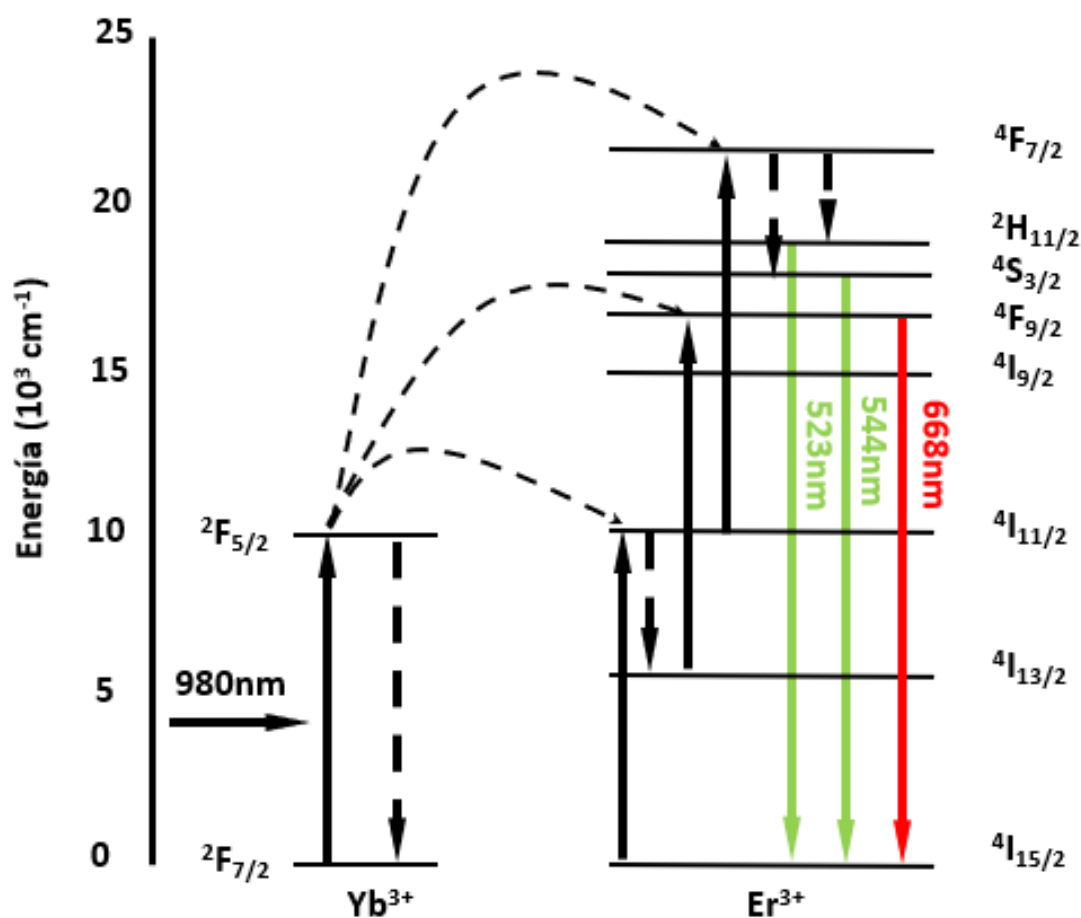 25
20
15
10
5
0
Energía (10³ cm⁻¹)
980nm
²F₅/₂
²F₇/₂
Yb³⁺
⁴F₇/₂
²H₁₁/₂
⁴S₃/₂
⁴F₉/₂
⁴I₉/₂
523nm
544nm
668nm
⁴I₁₁/₂
⁴I₁₃/₂
⁴I₁₅/₂
Er³⁺